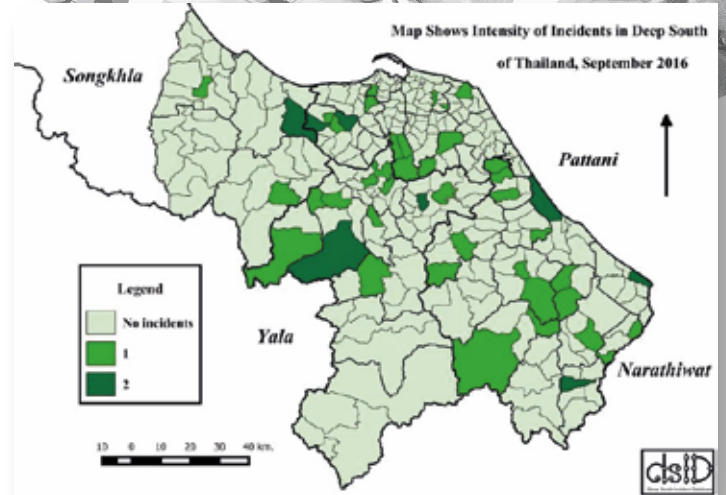 Map Shows Intensity of Incidents in Deep South
of Thailand, September 2016
Songkhla
Pattani
Legend
No incidents
1
2
Yala
Narathiwat
10 0 10 20 30 40 km.
dsid